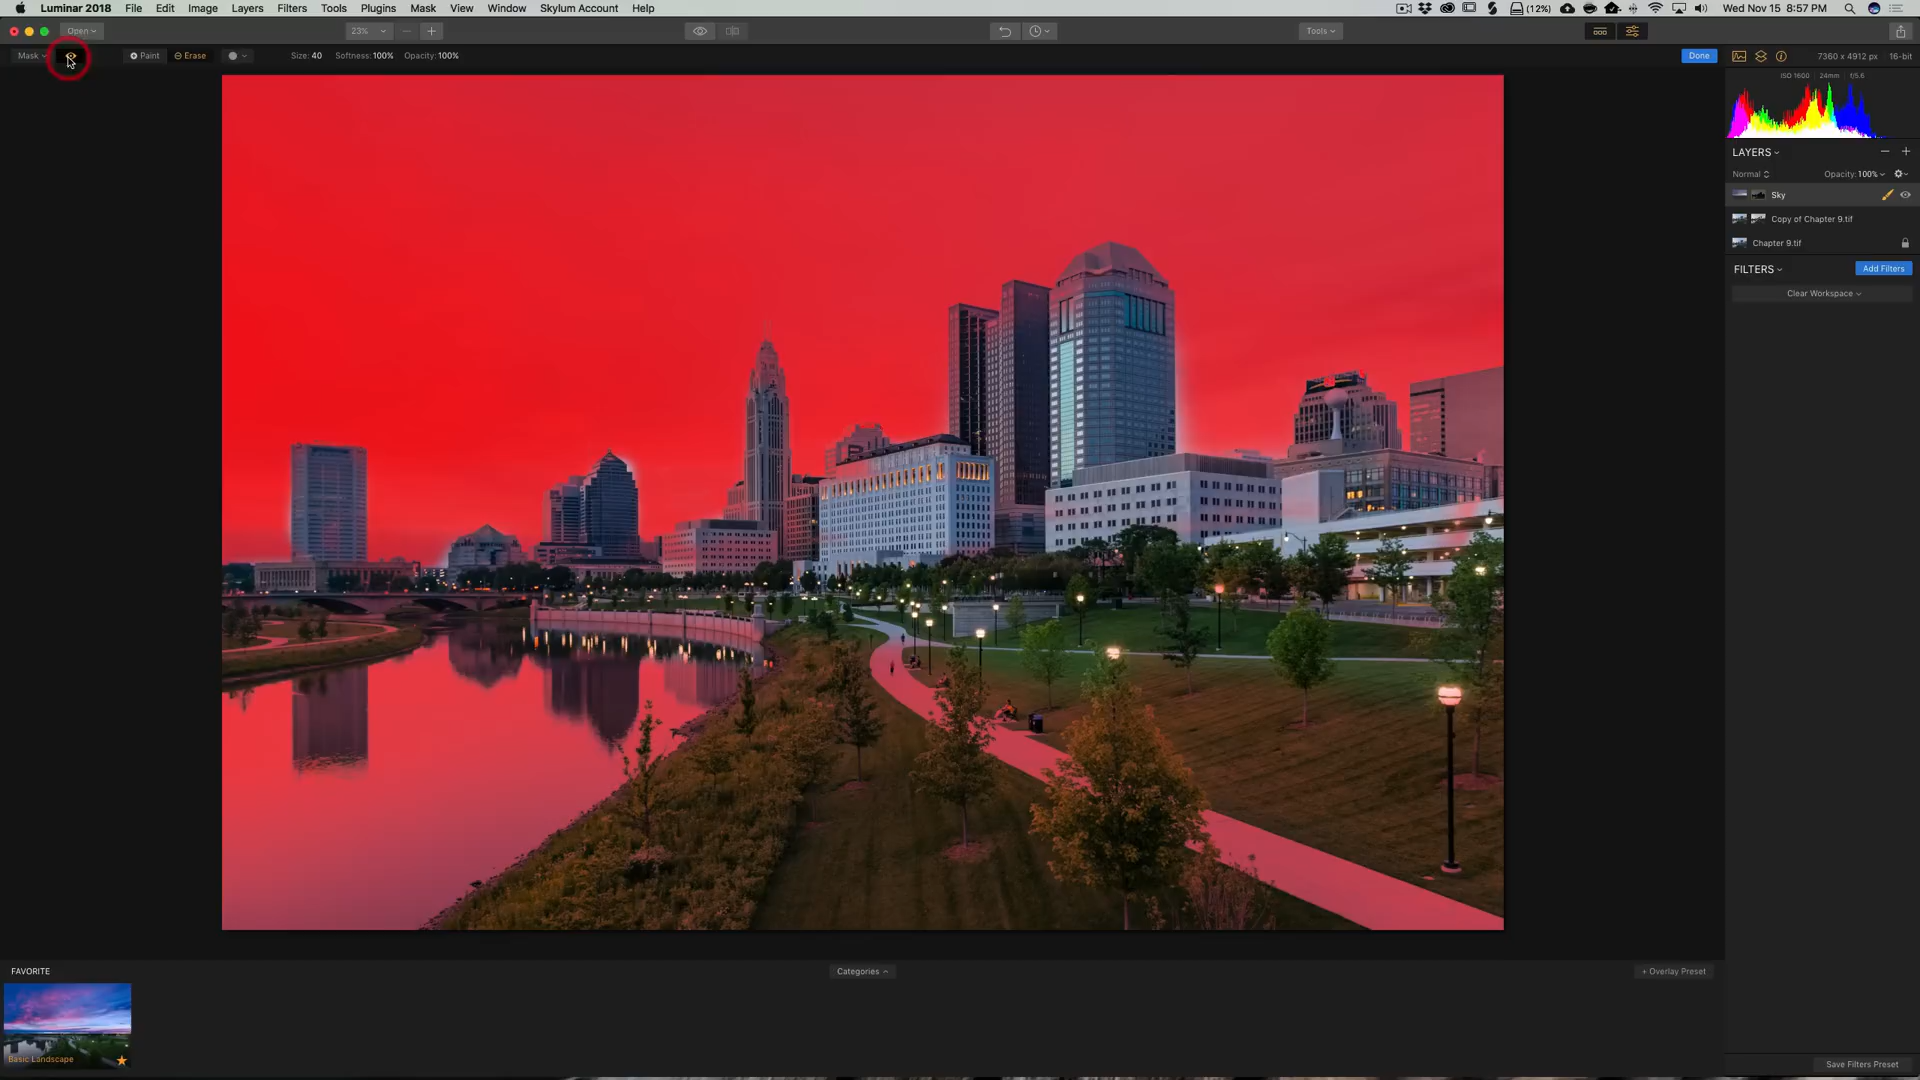 Luminar 2018 File Edit Image Layers Filters Tools Plugins Mask View Window Skylum Account Help (12%) Wed Nov 15 8:57 PM
Open 23% Tools
Mask Paint Erase Size: 40 Softness: 100% Opacity: 100% Done 7360 x 4912 px 16-bit
ISO 1600 24mm f/5.6
LAYERS
Normal Opacity: 100%
Sky
Copy of Chapter 9.tif
Chapter 9.tif
FILTERS Add Filters
Clear Workspace
FAVORITE Categories + Overlay Preset
Basic Landscape
Save Filters Preset